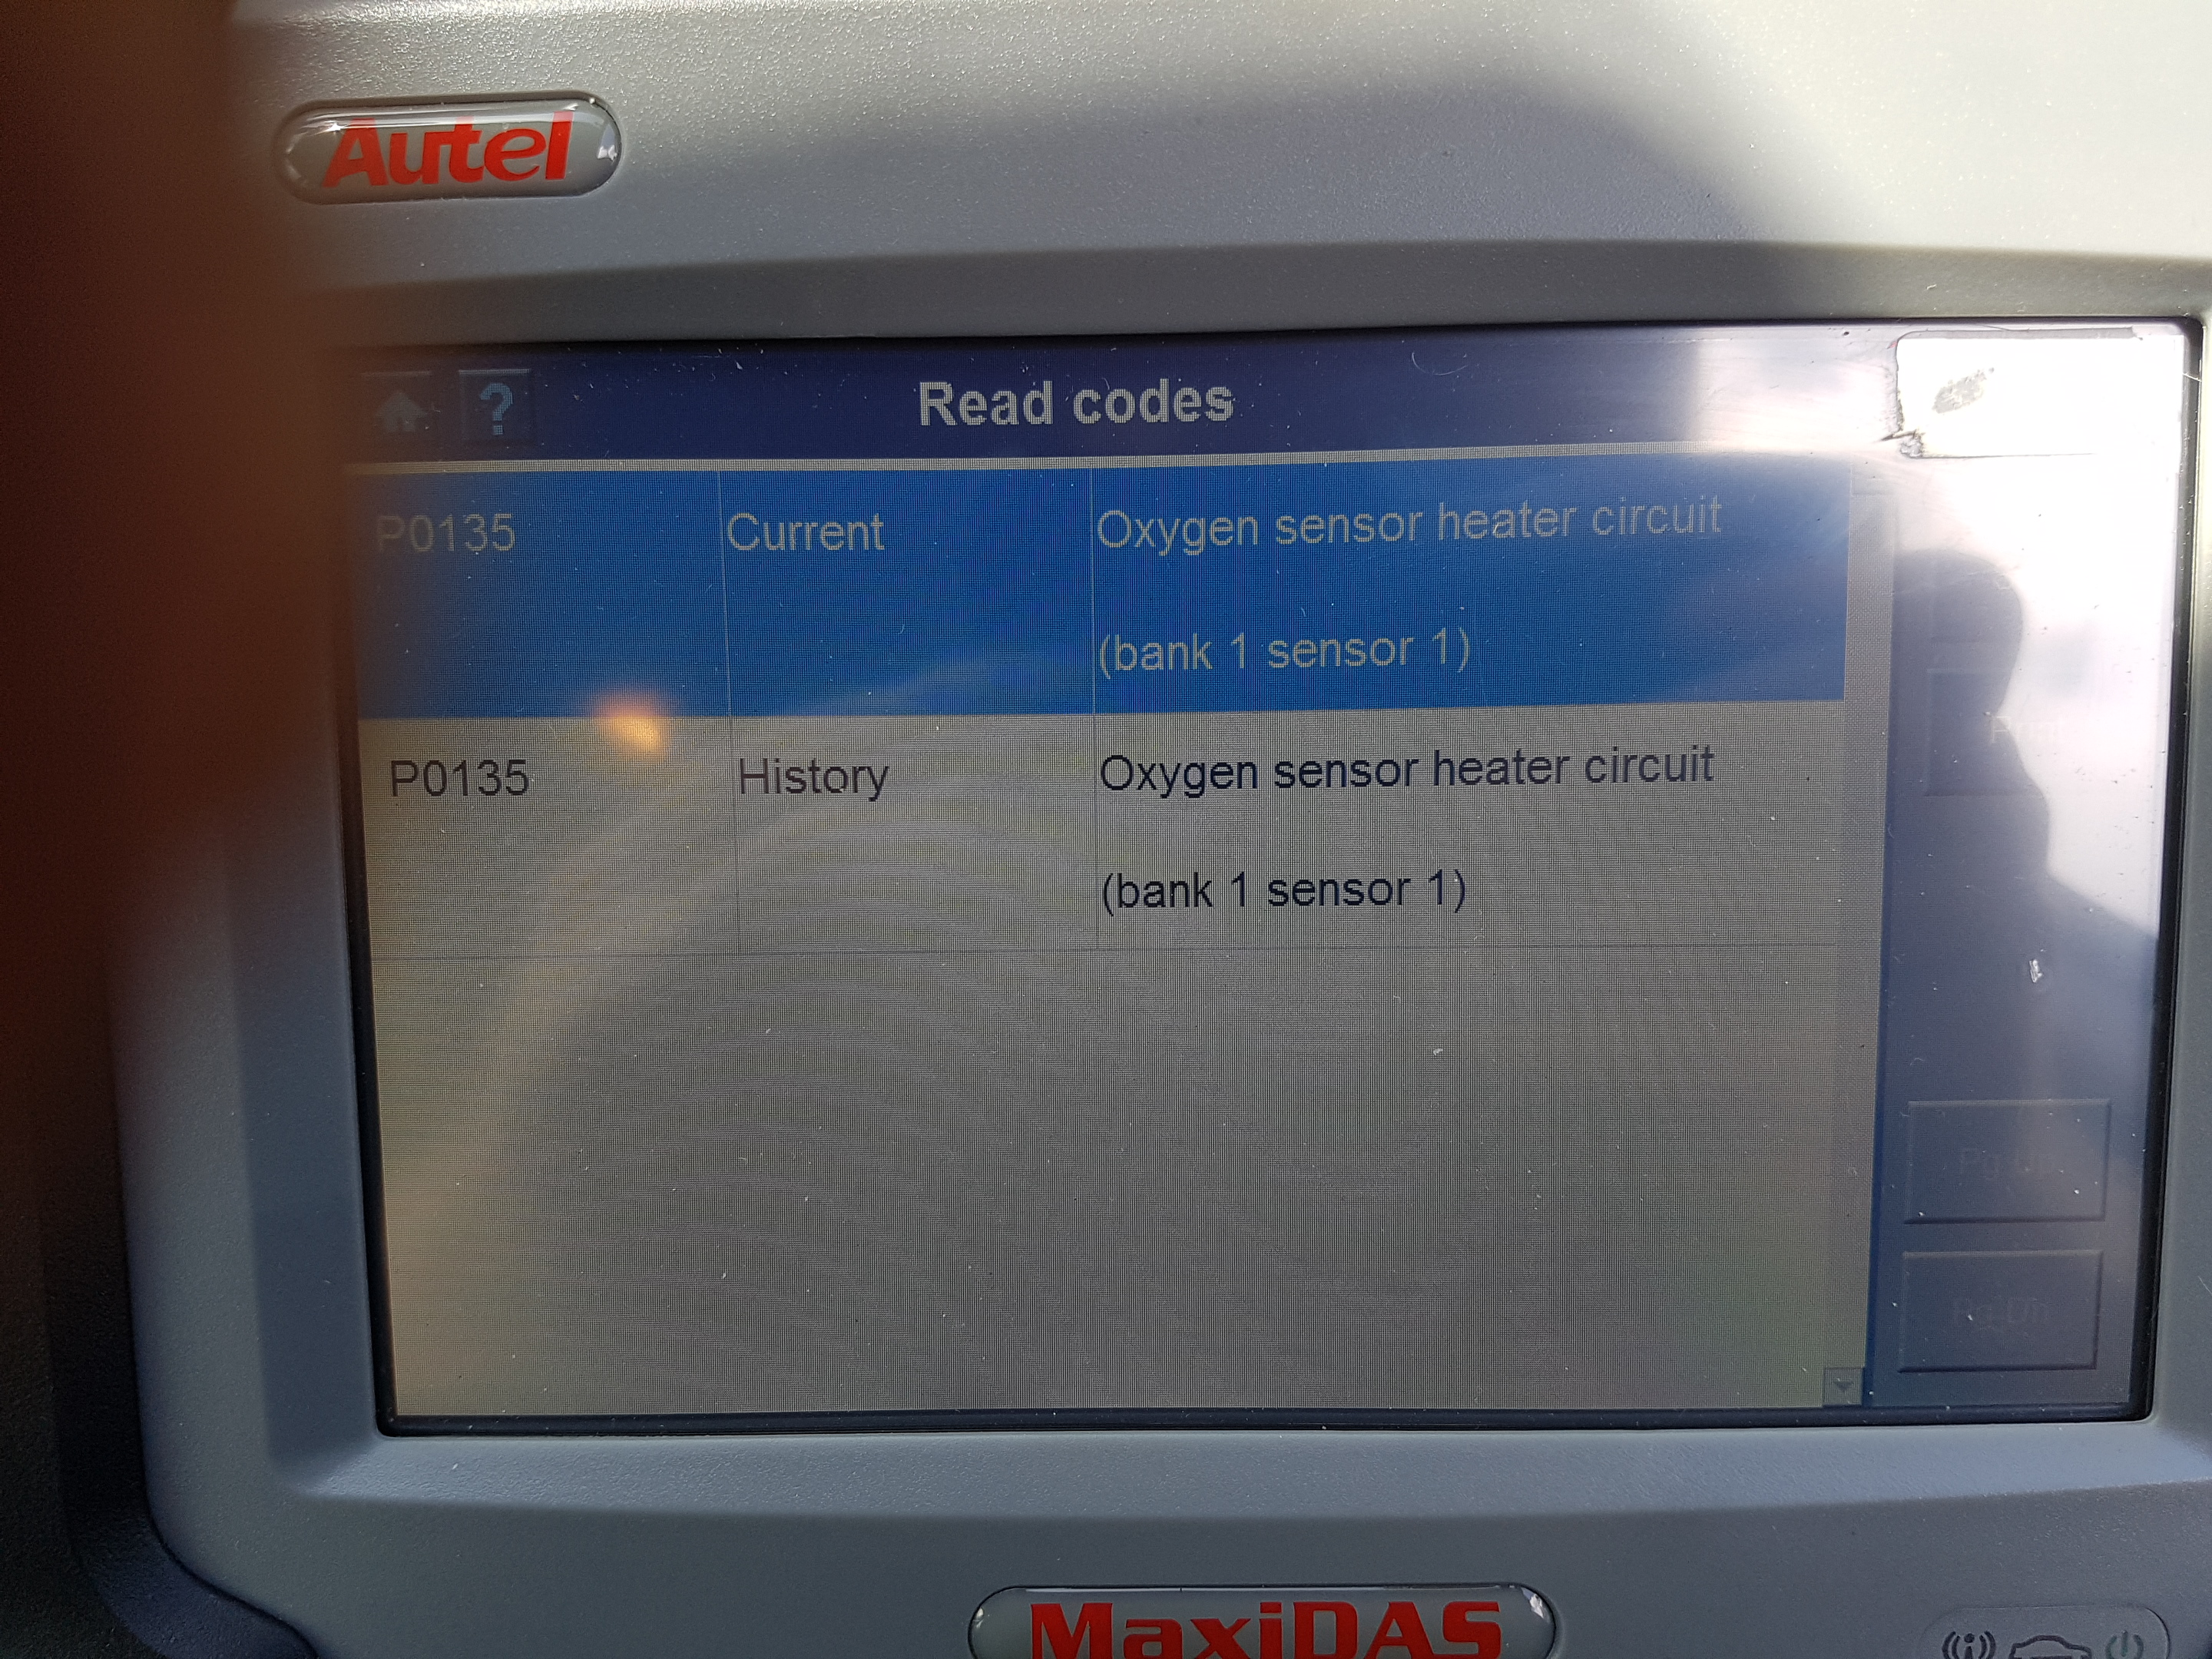 Autel
? Read codes
P0135 Current Oxygen sensor heater circuit
(bank 1 sensor 1)
P0135 History Oxygen sensor heater circuit
(bank 1 sensor 1)
MaxiDAS